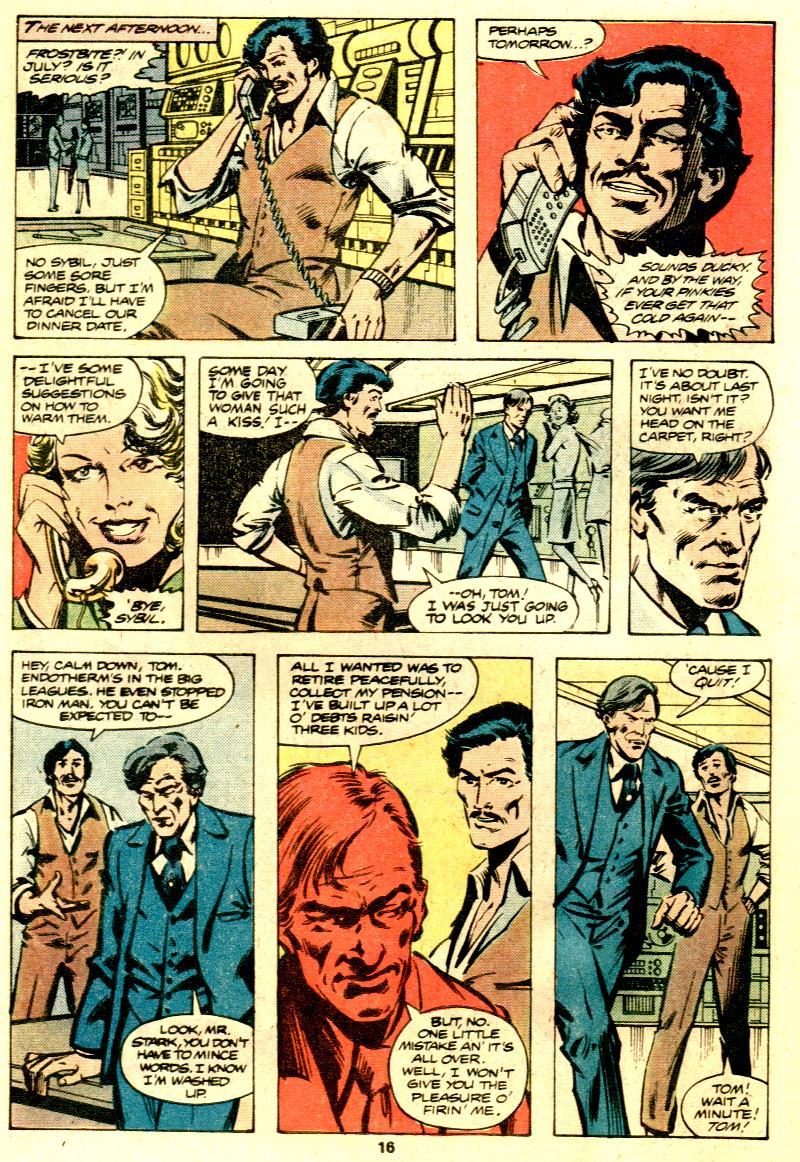 THE NEXT AFTERNOON...
FROSTBITE?! IN
JULY? IS IT
SERIOUS?
NO SYBIL, JUST
SOME SORE
FINGERS. BUT I'M
AFRAID I'LL HAVE
TO CANCEL OUR
DINNER DATE.
PERHAPS
TOMORROW...?
SOUNDS DUCKY.
AND BY THE WAY,
IF YOUR PINKIES
EVER GET THAT
COLD AGAIN--
--I'VE SOME
DELIGHTFUL
SUGGESTIONS
ON HOW TO
WARM THEM.
'BYE,
SYBIL.
SOME DAY
I'M GOING
TO GIVE THAT
WOMAN SUCH
A KISS! I--
--OH, TOM!
I WAS JUST GOING
TO LOOK YOU UP.
I'VE NO DOUBT.
IT'S ABOUT LAST
NIGHT, ISN'T IT?
YOU WANT ME
HEAD ON THE
CARPET, RIGHT?
HEY, CALM DOWN, TOM.
ENDOTHERM'S IN THE BIG
LEAGUES. HE EVEN STOPPED
IRON MAN. YOU CAN'T BE
EXPECTED TO--
LOOK, MR.
STARK, YOU DON'T
HAVE TO MINCE
WORDS. I KNOW
I'M WASHED
UP.
ALL I WANTED WAS TO
RETIRE PEACEFULLY,
COLLECT MY PENSION--
I'VE BUILT UP A LOT
O' DEBTS RAISIN'
THREE KIDS.
BUT, NO.
ONE LITTLE
MISTAKE AN' IT'S
ALL OVER.
WELL, I WON'T
GIVE YOU THE
PLEASURE O'
FIRIN' ME.
'CAUSE I
QUIT!
TOM!
WAIT A
MINUTE!
TOM!
16